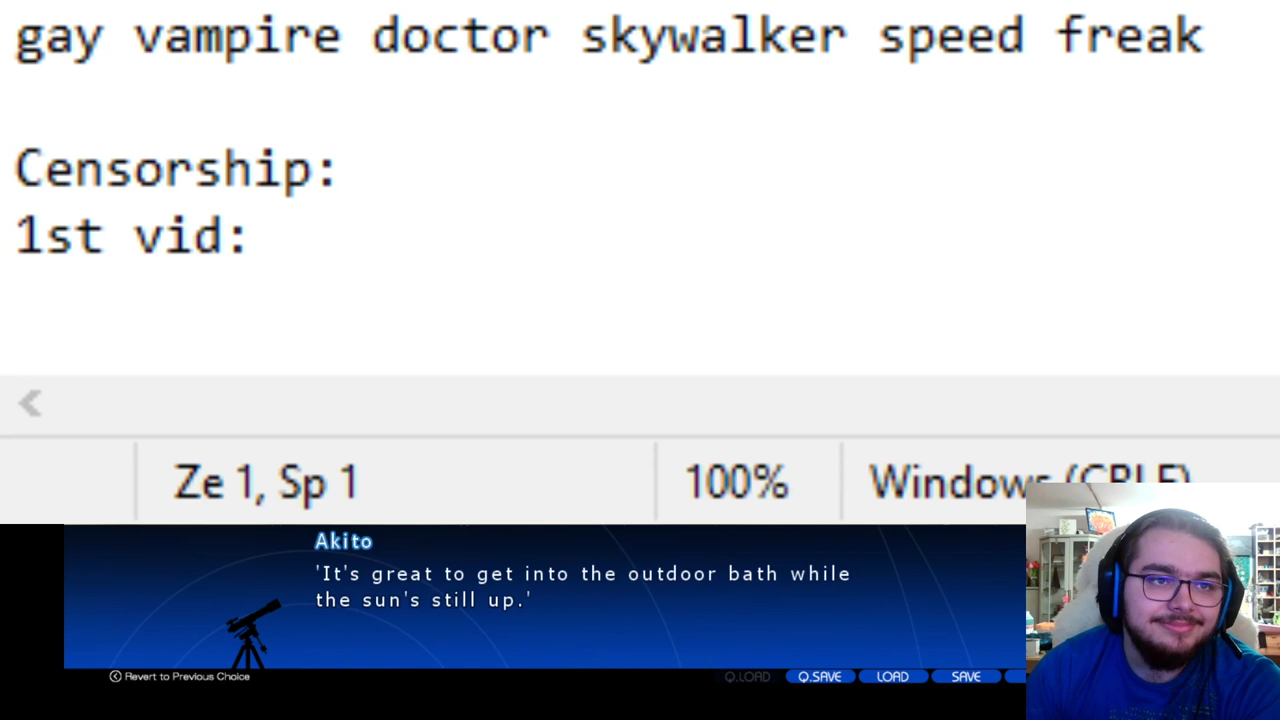 gay vampire doctor skywalker speed freak
Censorship:
1st vid:
Ze 1, Sp 1
100%
Windows (CRLF)
Akito
'It's great to get into the outdoor bath while
the sun's still up.'
Revert to Previous Choice
Q.LOAD
Q.SAVE
LOAD
SAVE